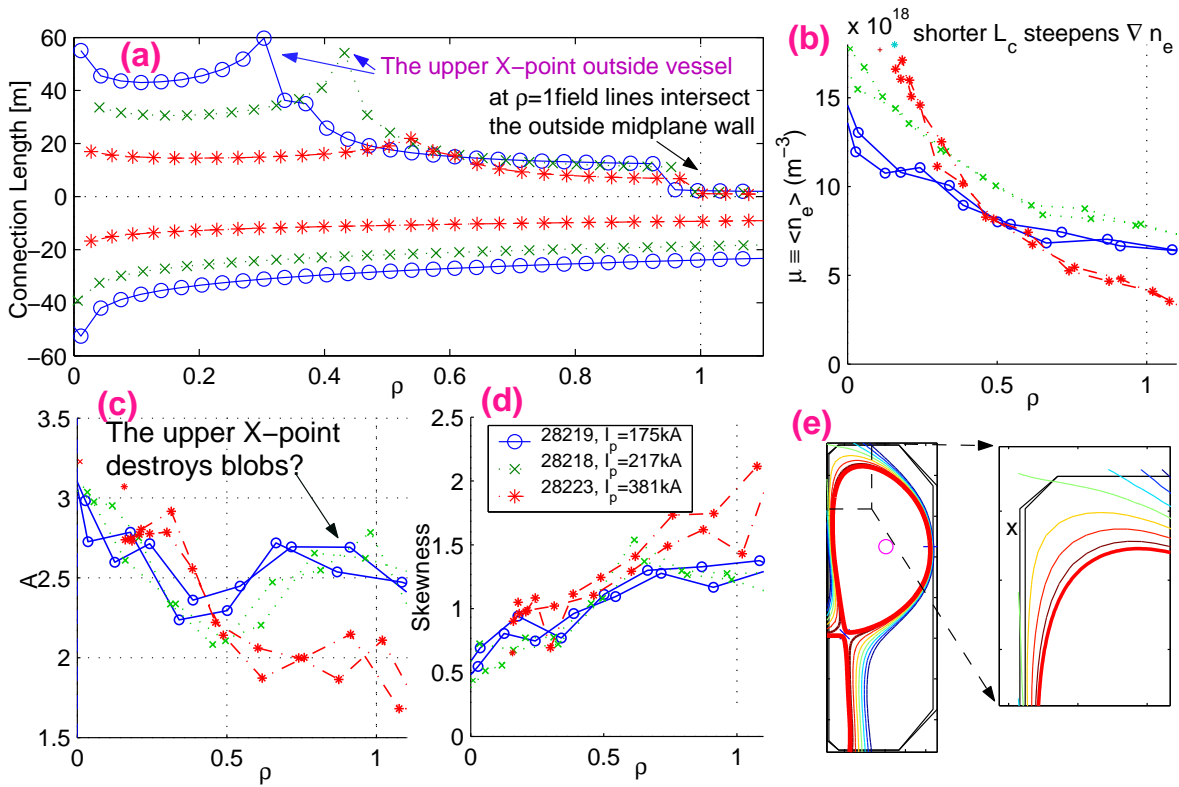 (a)
The upper X−point outside vessel
at ρ=1field lines intersect
the outside midplane wall
Connection Length [m]
60
40
20
0
−20
−40
−60
0
0.2
0.4
0.6
0.8
1
ρ
(b)
x 10^18
shorter L_c steepens ∇ n_e
μ ≡ <n_e> (m^−3)
15
10
5
0
0
0.5
1
ρ
(c)
The upper X−point
destroys blobs?
A
3.5
3
2.5
2
1.5
0
0.5
1
ρ
(d)
28219, I_p=175kA
28218, I_p=217kA
28223, I_p=381kA
Skewness
2.5
2
1.5
1
0.5
0
0
0.5
1
ρ
(e)
x